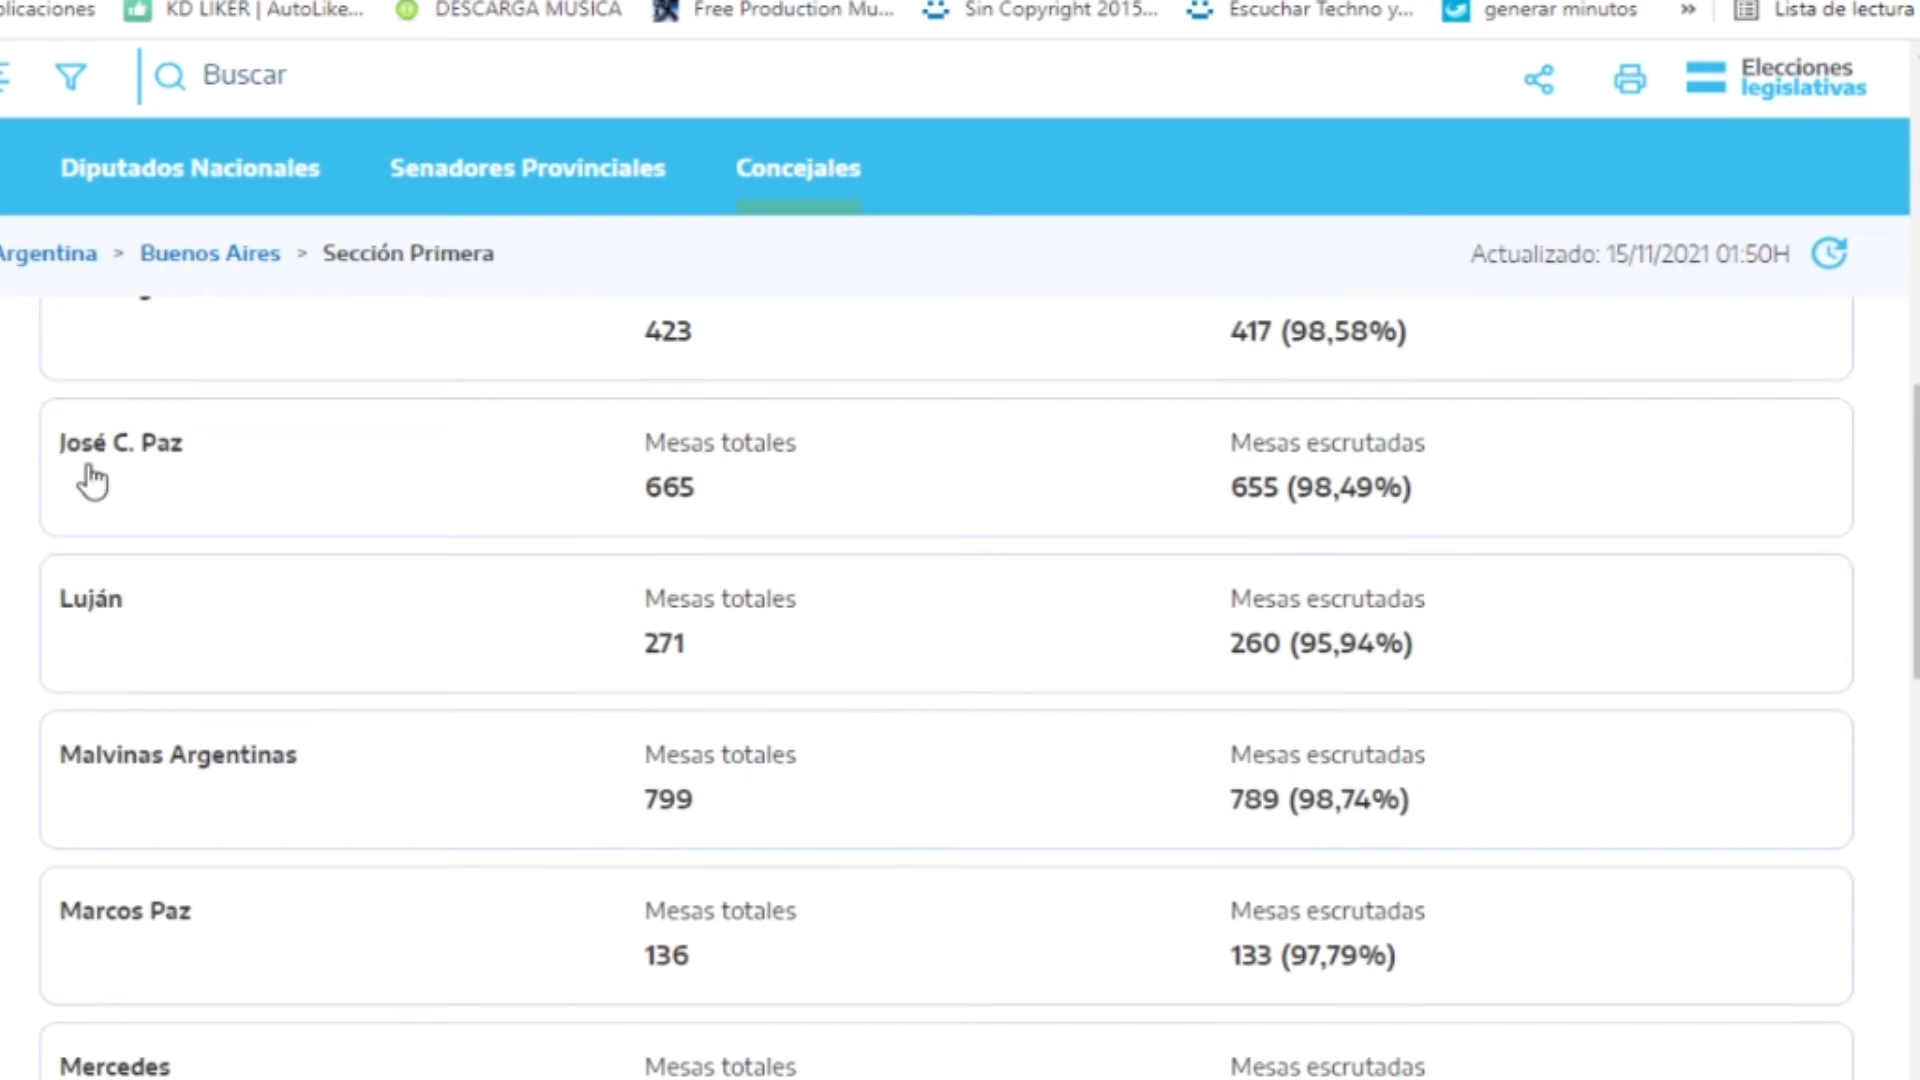 KD LIKER | AutoLike... DESCARGA MUSICA Free Production Mu... Sin Copyright 2015... Escuchar Techno y... generar minutos » Lista de lectura
Buscar
Elecciones
legislativas
Diputados Nacionales Senadores Provinciales Concejales
Argentina > Buenos Aires > Sección Primera Actualizado: 15/11/2021 01:50H
423 417 (98,58%)
José C. Paz Mesas totales Mesas escrutadas
665 655 (98,49%)
Luján Mesas totales Mesas escrutadas
271 260 (95,94%)
Malvinas Argentinas Mesas totales Mesas escrutadas
799 789 (98,74%)
Marcos Paz Mesas totales Mesas escrutadas
136 133 (97,79%)
Mercedes Mesas totales Mesas escrutadas